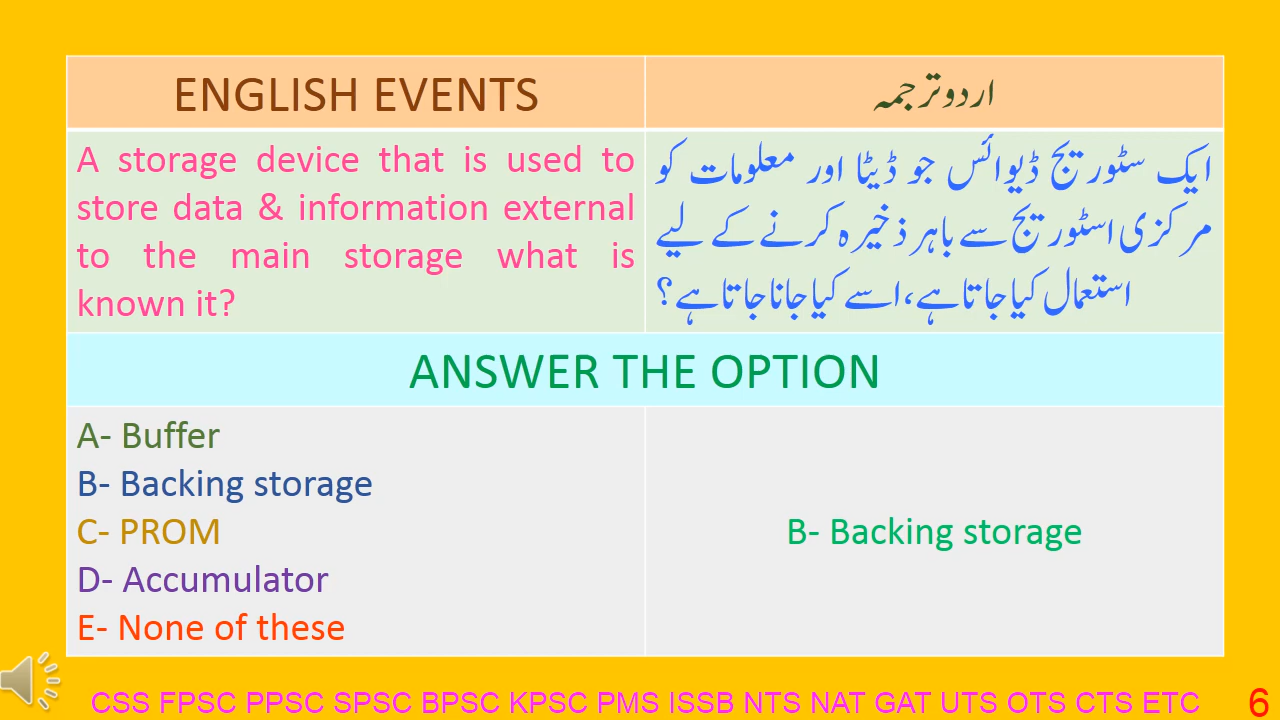 ENGLISH EVENTS
اردو ترجمہ
A storage device that is used to
store data & information external
to the main storage what is
known it?
ایک سٹوریج ڈیوائس جو ڈیٹا اور معلومات کو
مرکزی اسٹوریج سے باہر ذخیرہ کرنے کے لیے
استعمال کیا جاتا ہے، اسے کیا جانا جاتا ہے؟
ANSWER THE OPTION
A- Buffer
B- Backing storage
C- PROM
D- Accumulator
E- None of these
B- Backing storage
CSS FPSC PPSC SPSC BPSC KPSC PMS ISSB NTS NAT GAT UTS OTS CTS ETC
6